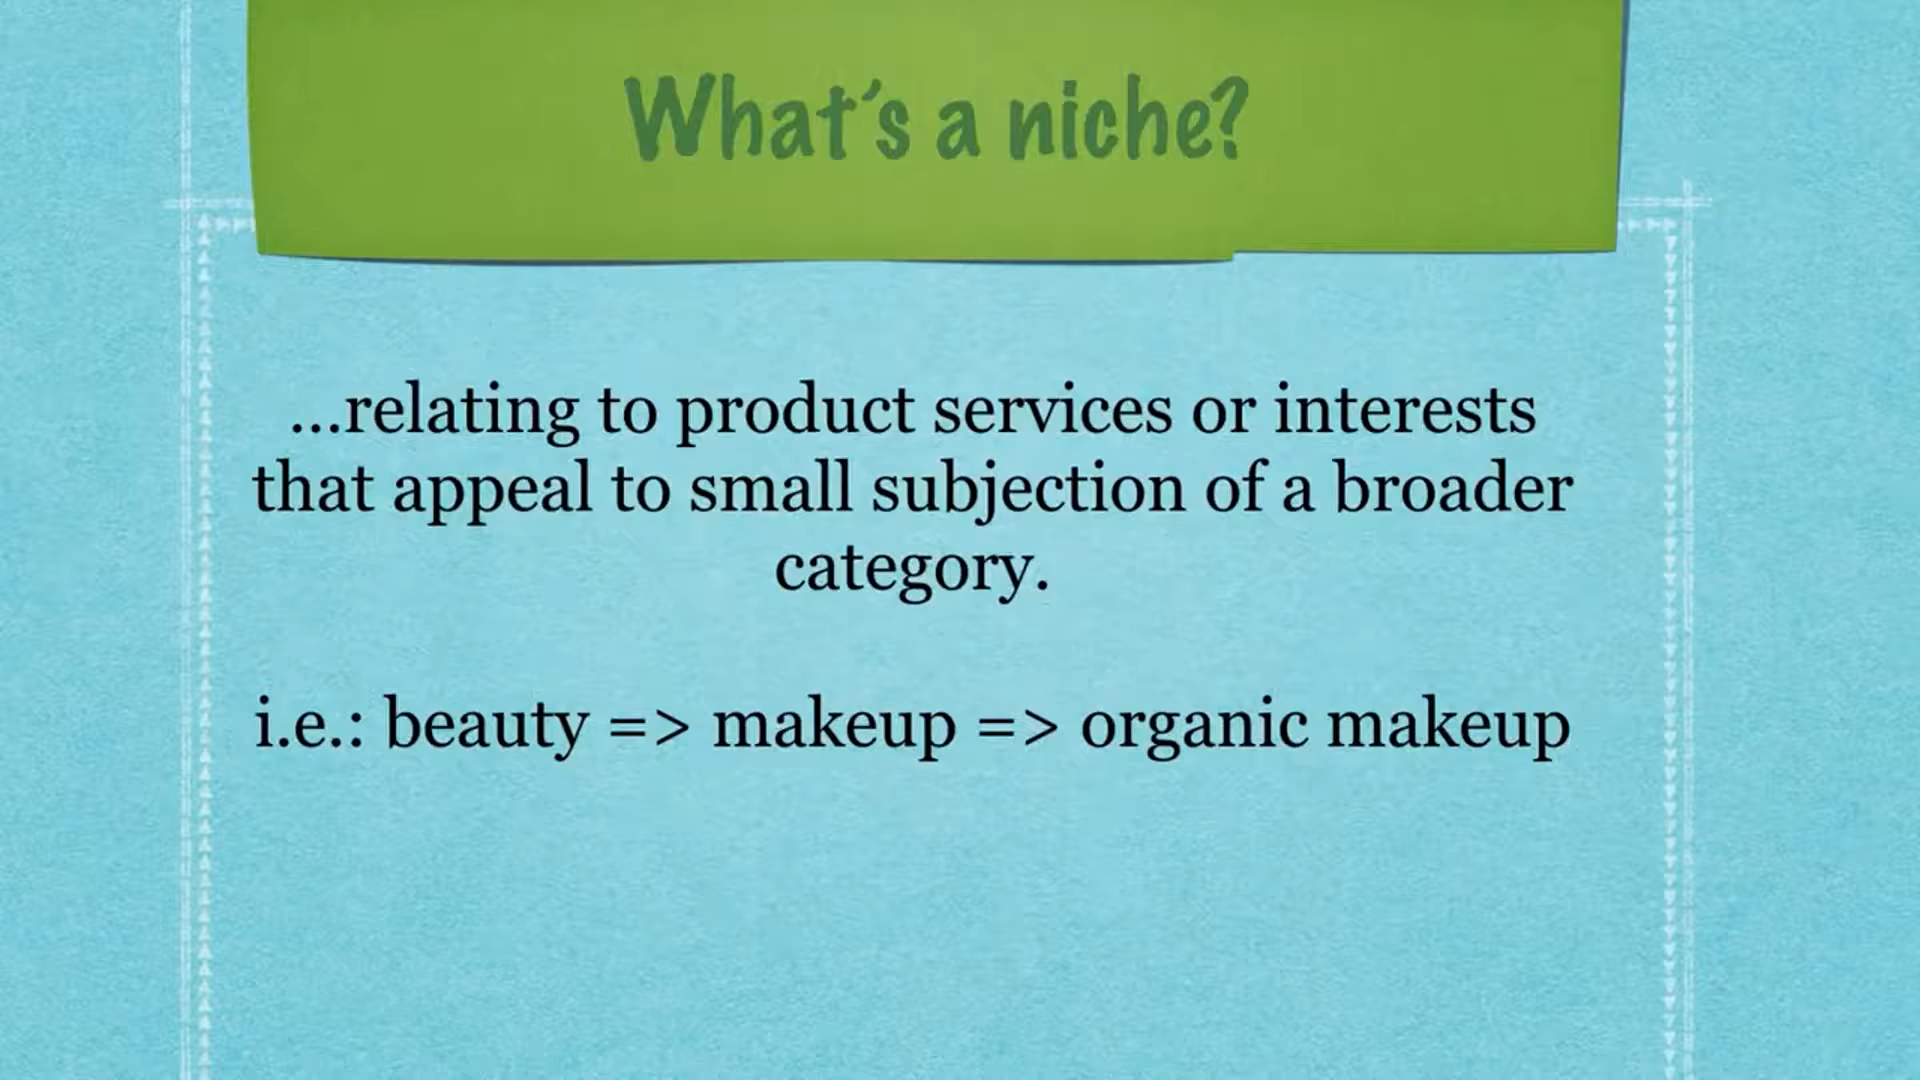 What's a niche?
...relating to product services or interests
that appeal to small subjection of a broader
category.
i.e.: beauty => makeup => organic makeup